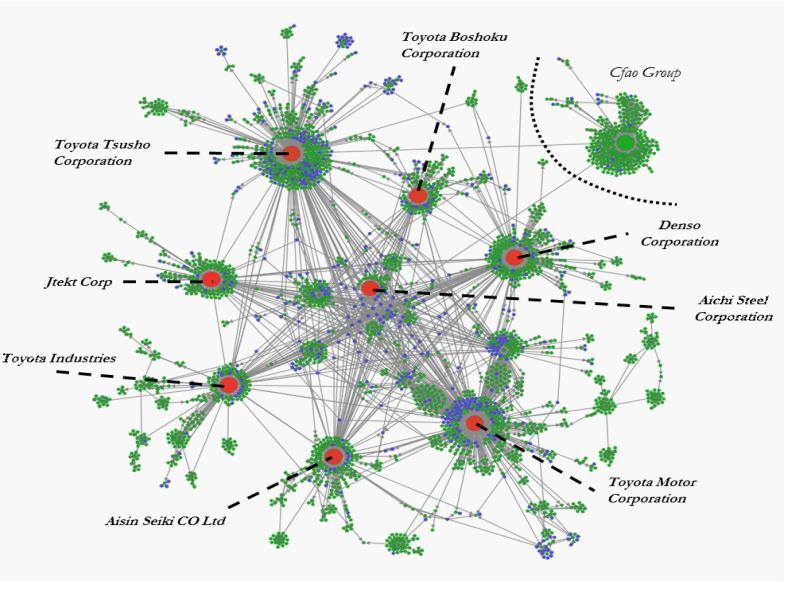 Toyota Boshoku
Corporation
Cfao Group
Toyota Tsusho
Corporation
Denso
Corporation
Jtekt Corp
Aichi Steel
Corporation
Toyota Industries
Toyota Motor
Corporation
Aisin Seiki CO Ltd